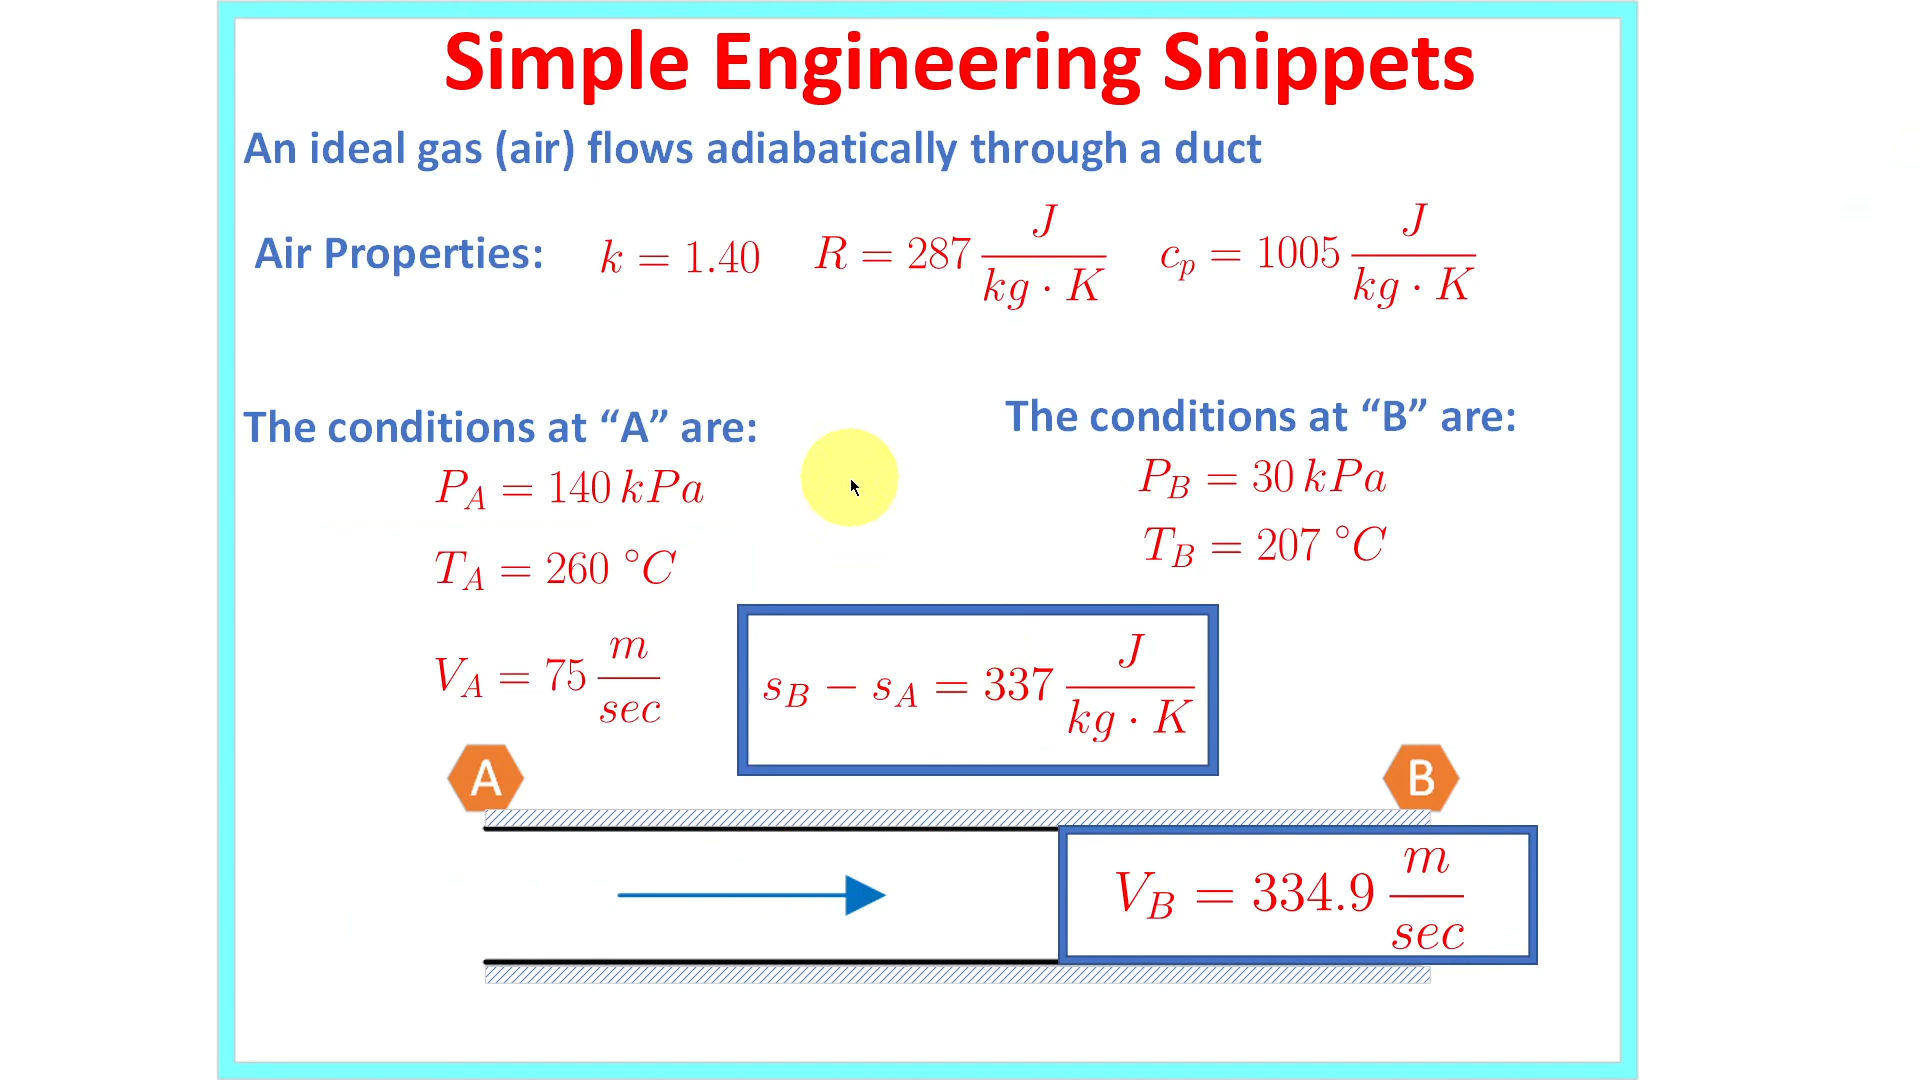 Simple Engineering Snippets
An ideal gas (air) flows adiabatically through a duct
Air Properties: k = 1.40 R = 287 J/kg · K c_p = 1005 J/kg · K
The conditions at “A” are:
P_A = 140 kPa
T_A = 260 °C
V_A = 75 m/sec
The conditions at “B” are:
P_B = 30 kPa
T_B = 207 °C
s_B − s_A = 337 J/kg · K
A
B
V_B = 334.9 m/sec